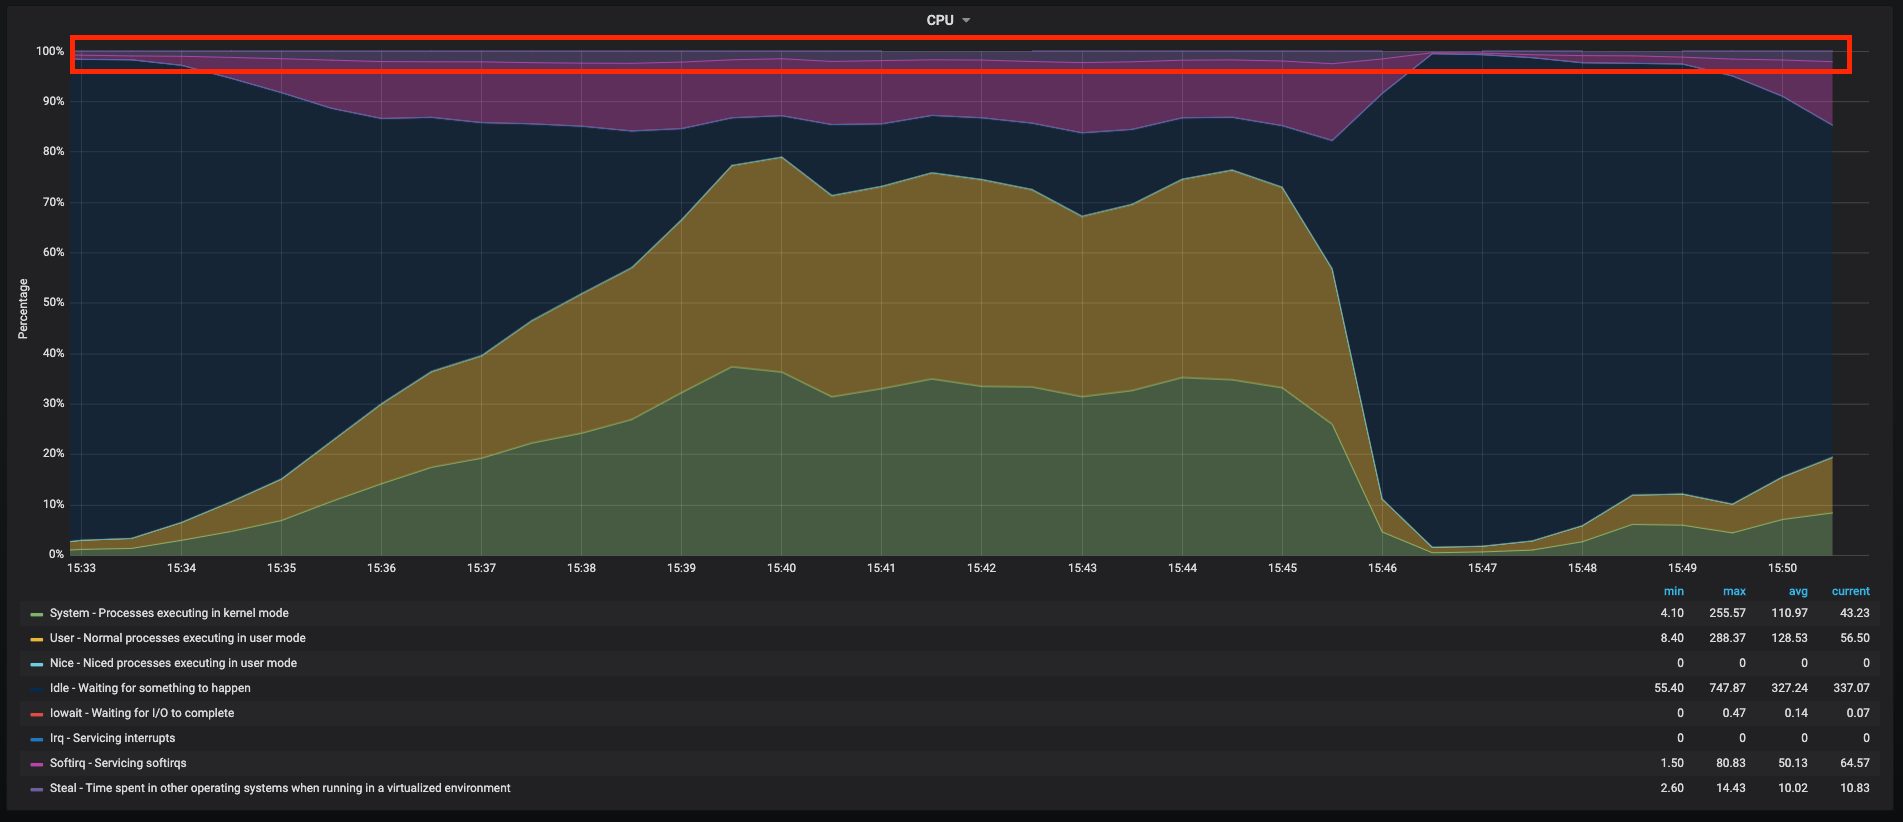 CPU
100%
90%
80%
70%
60%
50%
40%
30%
20%
10%
0%
Percentage
15:33 15:34 15:35 15:36 15:37 15:38 15:39 15:40 15:41 15:42 15:43 15:44 15:45 15:46 15:47 15:48 15:49 15:50
min max avg current
System - Processes executing in kernel mode 4.10 255.57 110.97 43.23
User - Normal processes executing in user mode 8.40 288.37 128.53 56.50
Nice - Niced processes executing in user mode 0 0 0 0
Idle - Waiting for something to happen 55.40 747.87 327.24 337.07
Iowait - Waiting for I/O to complete 0 0.47 0.14 0.07
Irq - Servicing interrupts 0 0 0 0
Softirq - Servicing softirqs 1.50 80.83 50.13 64.57
Steal - Time spent in other operating systems when running in a virtualized environment 2.60 14.43 10.02 10.83